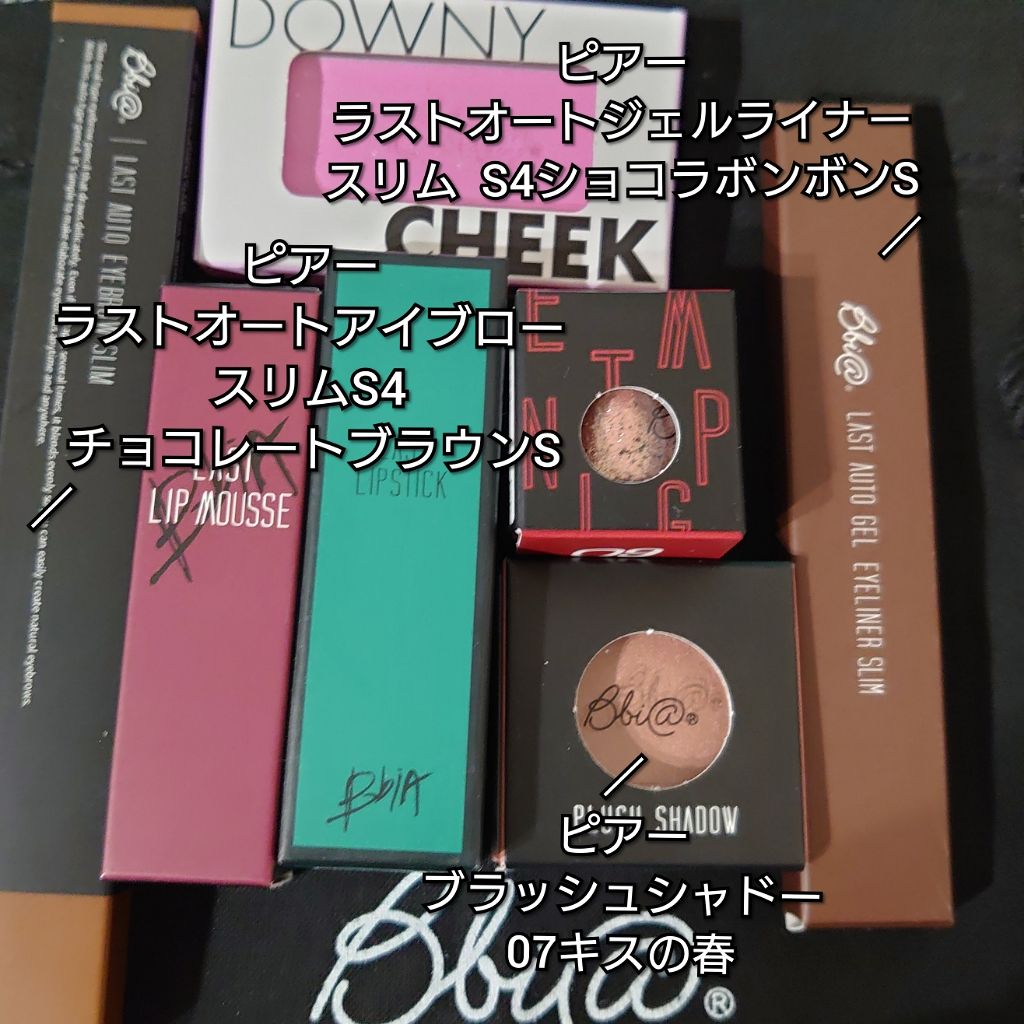 DOWNY
CHEEK
ピアー
ラストオートジェルライナー
スリム S4ショコラボンボンS
Bbi@® LAST AUTO EYEBROW SLIM
ピアー
ラストオートアイブロー
スリムS4
チョコレートブラウンS
LAST
LIP MOUSSE
BbiA
LIPSTICK
BbiA
E M
T
N P
I G
Bbi@® LAST AUTO GEL EYELINER SLIM
Bbi@®
BLUSH SHADOW
ピアー
ブラッシュシャドー
07キスの春
Bbi@®